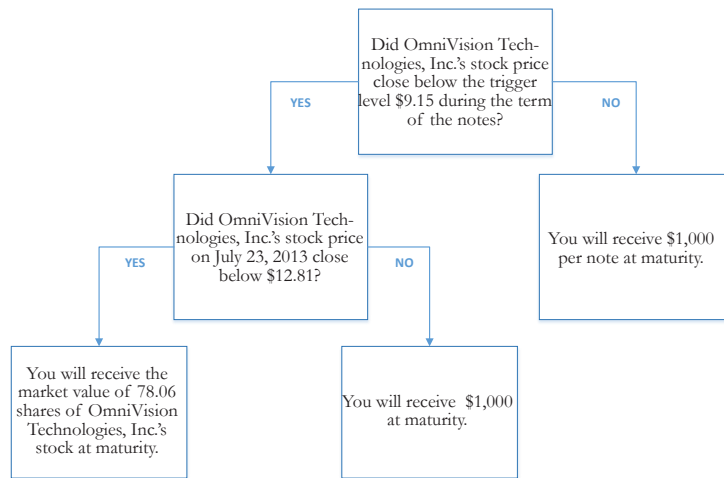 Did OmniVision Tech-
nologies, Inc.'s stock price
close below the trigger
level $9.15 during the term
of the notes?
YES
NO
Did OmniVision Tech-
nologies, Inc.'s stock price
on July 23, 2013 close
below $12.81?
You will receive $1,000
per note at maturity.
YES
NO
You will receive the
market value of 78.06
shares of OmniVision
Technologies, Inc.'s
stock at maturity.
You will receive $1,000
at maturity.